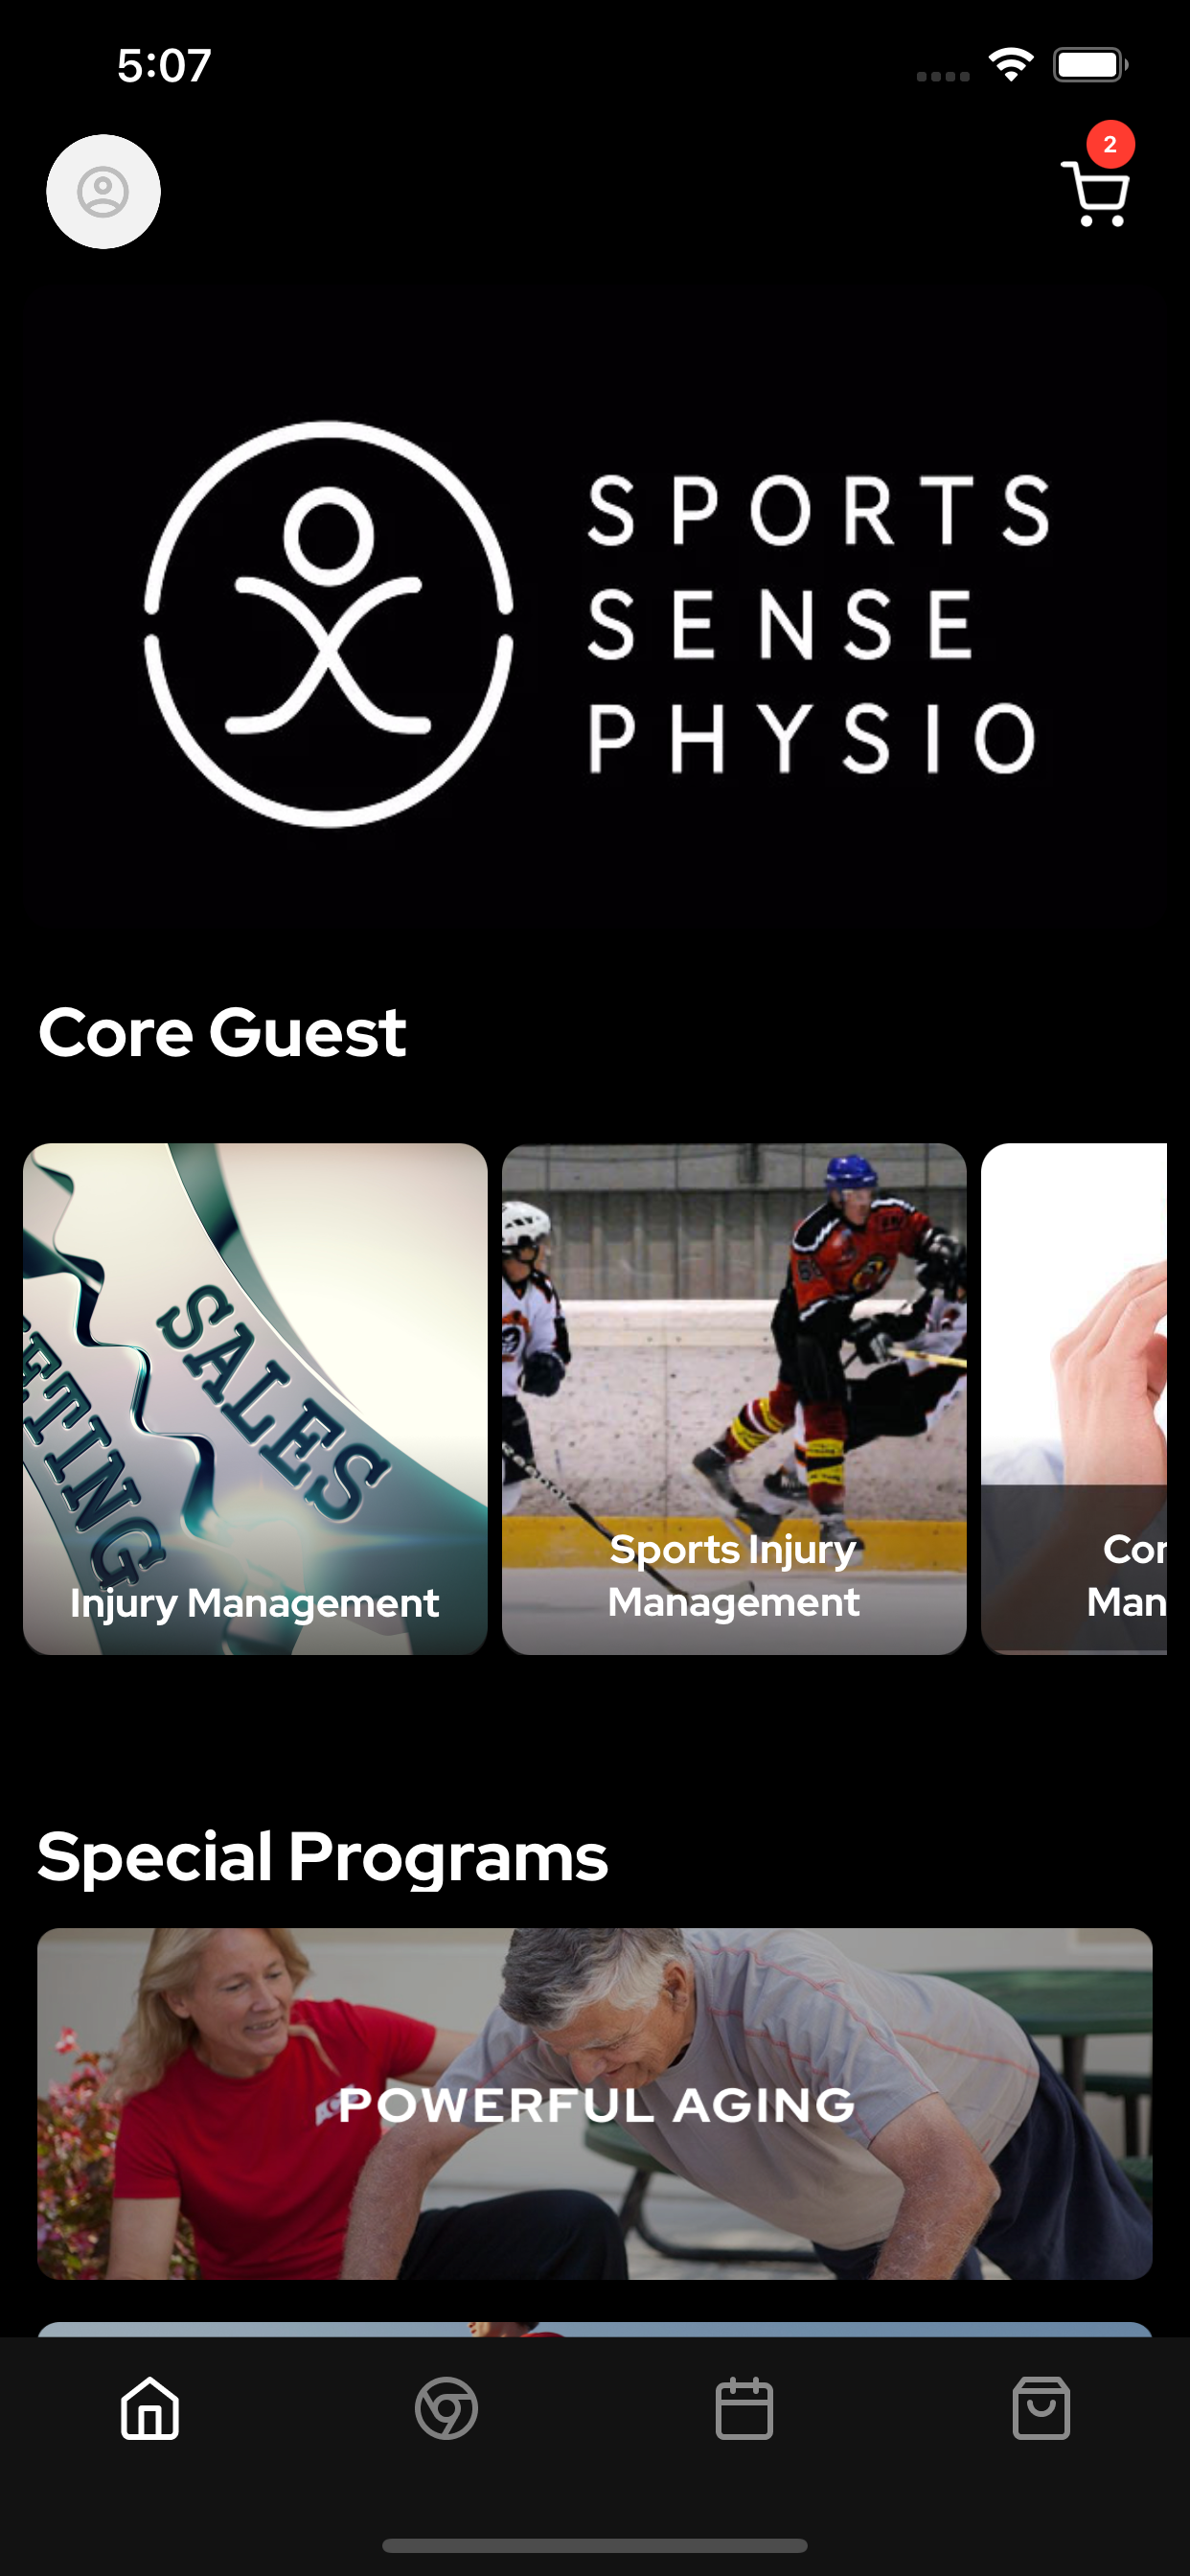 5:07
2
SPORTS
SENSE
PHYSIO
Core Guest
SALES
ETING
Injury Management
Sports Injury
Management
Cor
Man
Special Programs
POWERFUL AGING